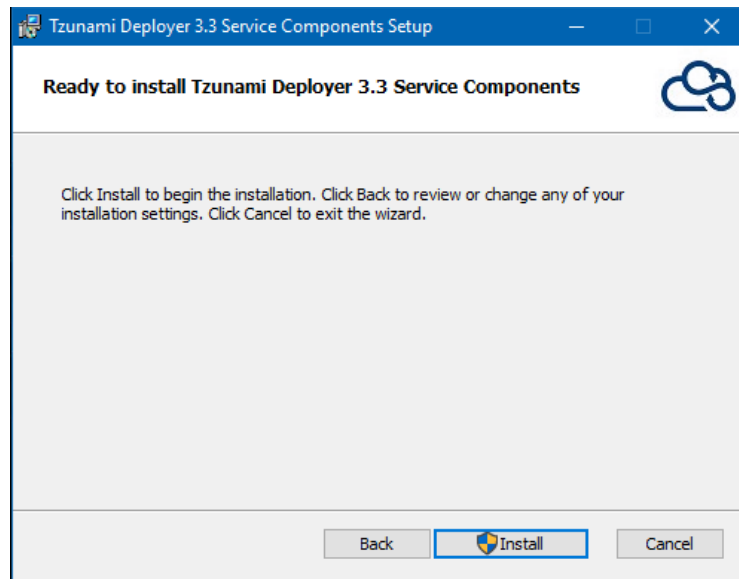 Tzunami Deployer 3.3 Service Components Setup
Ready to install Tzunami Deployer 3.3 Service Components
Click Install to begin the installation. Click Back to review or change any of your
installation settings. Click Cancel to exit the wizard.
Back
Install
Cancel